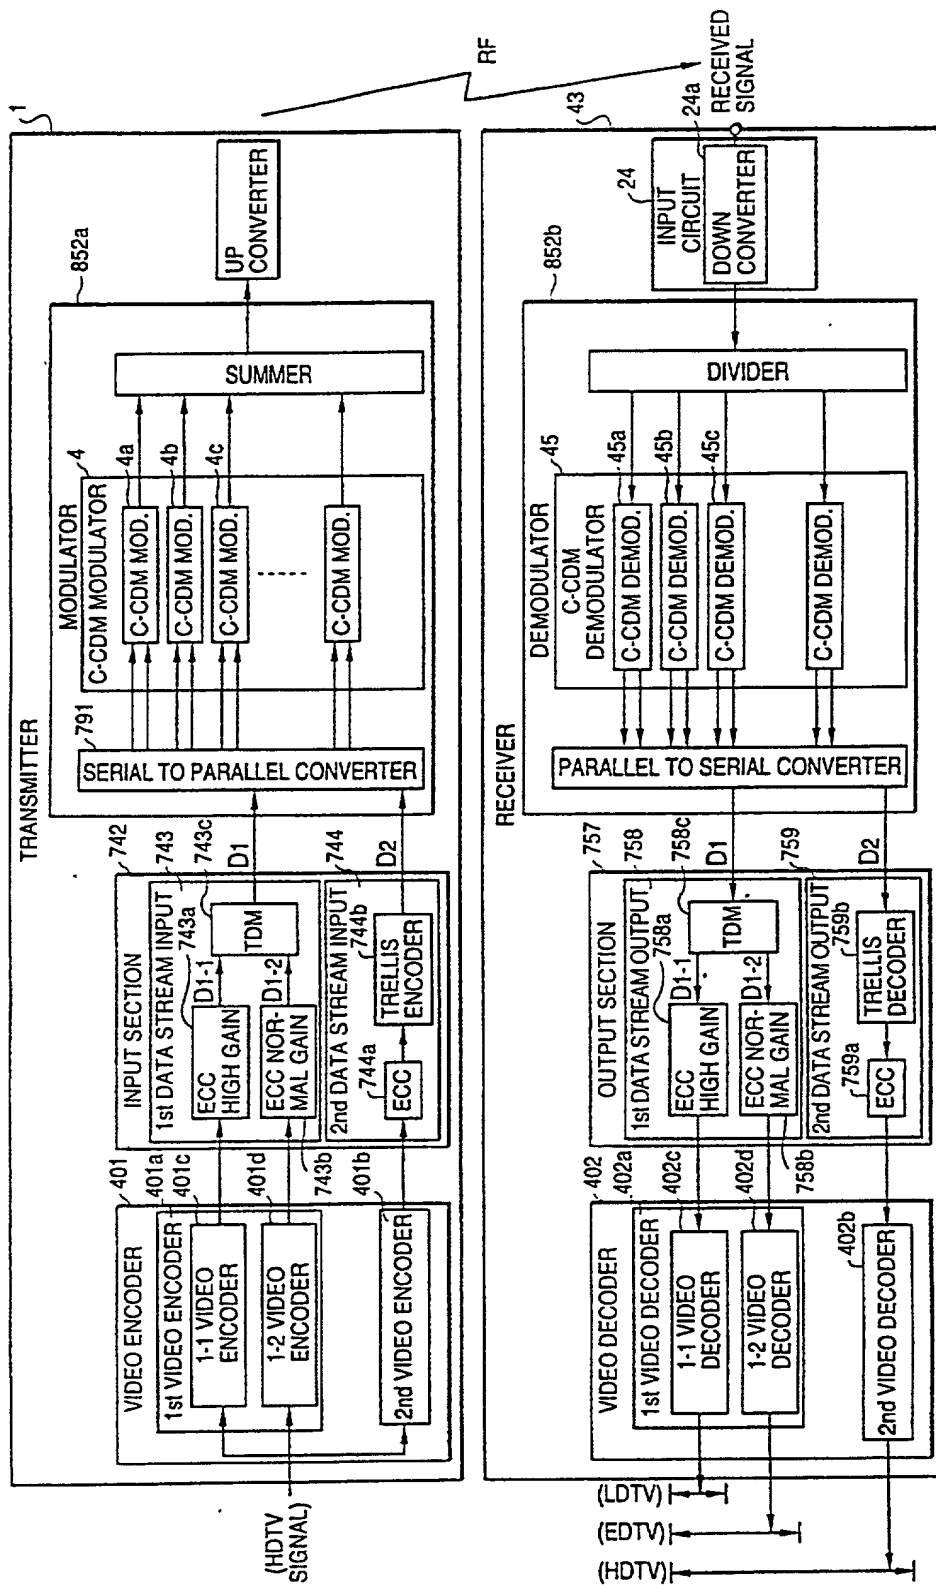 TRANSMITTER
1
(HDTV
SIGNAL)
VIDEO ENCODER
401
1st VIDEO ENCODER
401a
401c
1-1 VIDEO
ENCODER
401d
1-2 VIDEO
ENCODER
401b
2nd VIDEO ENCODER
INPUT SECTION
742
1st DATA STREAM INPUT
743
743a
743c
ECC
HIGH GAIN
D1-1
TDM
D1-2
ECC NOR-
MAL GAIN
743b
2nd DATA STREAM INPUT
744
744a
744b
ECC
TRELLIS
ENCODER
D1
D2
852a
791
SERIAL TO PARALLEL CONVERTER
MODULATOR
C-CDM MODULATOR
4
4a
C-CDM MOD.
4b
C-CDM MOD.
4c
C-CDM MOD.
C-CDM MOD.
SUMMER
UP
CONVERTER
RF
RECEIVED
SIGNAL
RECEIVER
43
24
INPUT
CIRCUIT
24a
DOWN
CONVERTER
852b
DIVIDER
DEMODULATOR
C-CDM
DEMODULATOR
45
45a
C-CDM DEMOD.
45b
C-CDM DEMOD.
45c
C-CDM DEMOD.
C-CDM DEMOD.
PARALLEL TO SERIAL CONVERTER
D1
D2
OUTPUT SECTION
757
1st DATA STREAM OUTPUT
758
758a
758c
ECC
HIGH GAIN
D1-1
TDM
D1-2
ECC NOR-
MAL GAIN
758b
2nd DATA STREAM OUTPUT
759
759a
759b
ECC
TRELLIS
DECODER
VIDEO DECODER
402
1st VIDEO DECODER
402a
402c
1-1 VIDEO
DECODER
402d
1-2 VIDEO
DECODER
402b
2nd VIDEO DECODER
(LDTV)
(EDTV)
(HDTV)